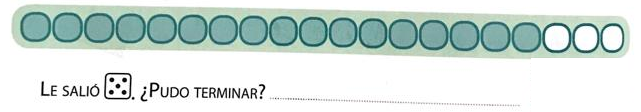 LE SALIÓ . ¿PUDO TERMINAR?